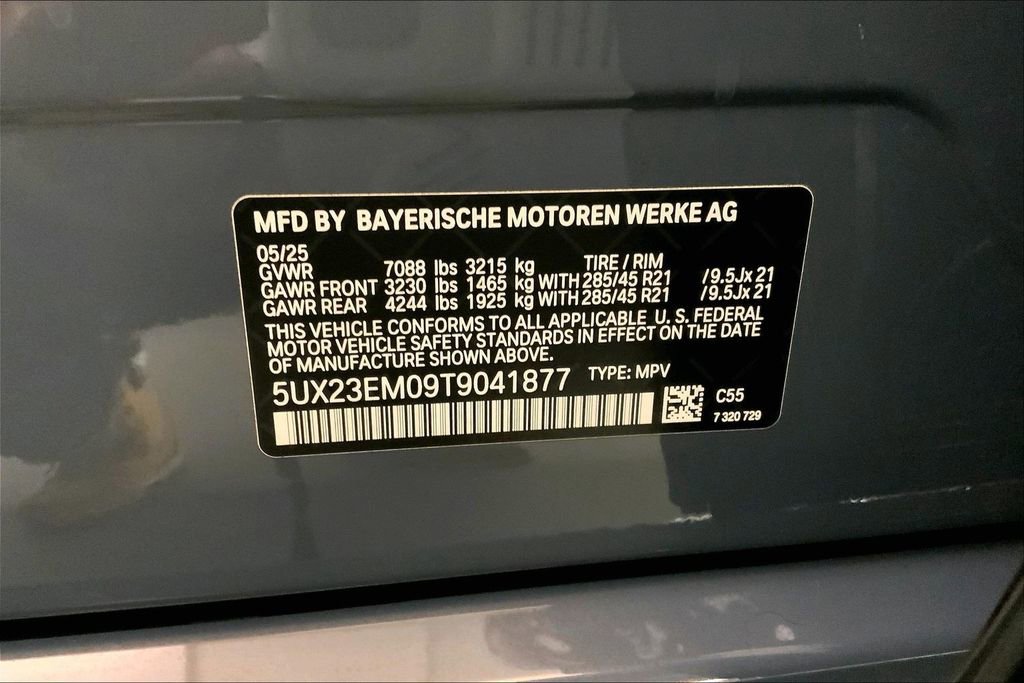 MFD BY BAYERISCHE MOTOREN WERKE AG
05/25
GVWR 7088 lbs 3215 kg TIRE / RIM
GAWR FRONT 3230 lbs 1465 kg WITH 285/45 R21 /9.5Jx 21
GAWR REAR 4244 lbs 1925 kg WITH 285/45 R21 /9.5Jx 21
THIS VEHICLE CONFORMS TO ALL APPLICABLE U. S. FEDERAL
MOTOR VEHICLE SAFETY STANDARDS IN EFFECT ON THE DATE
OF MANUFACTURE SHOWN ABOVE.
5UX23EM09T9041877 TYPE: MPV
C55
7 320 729